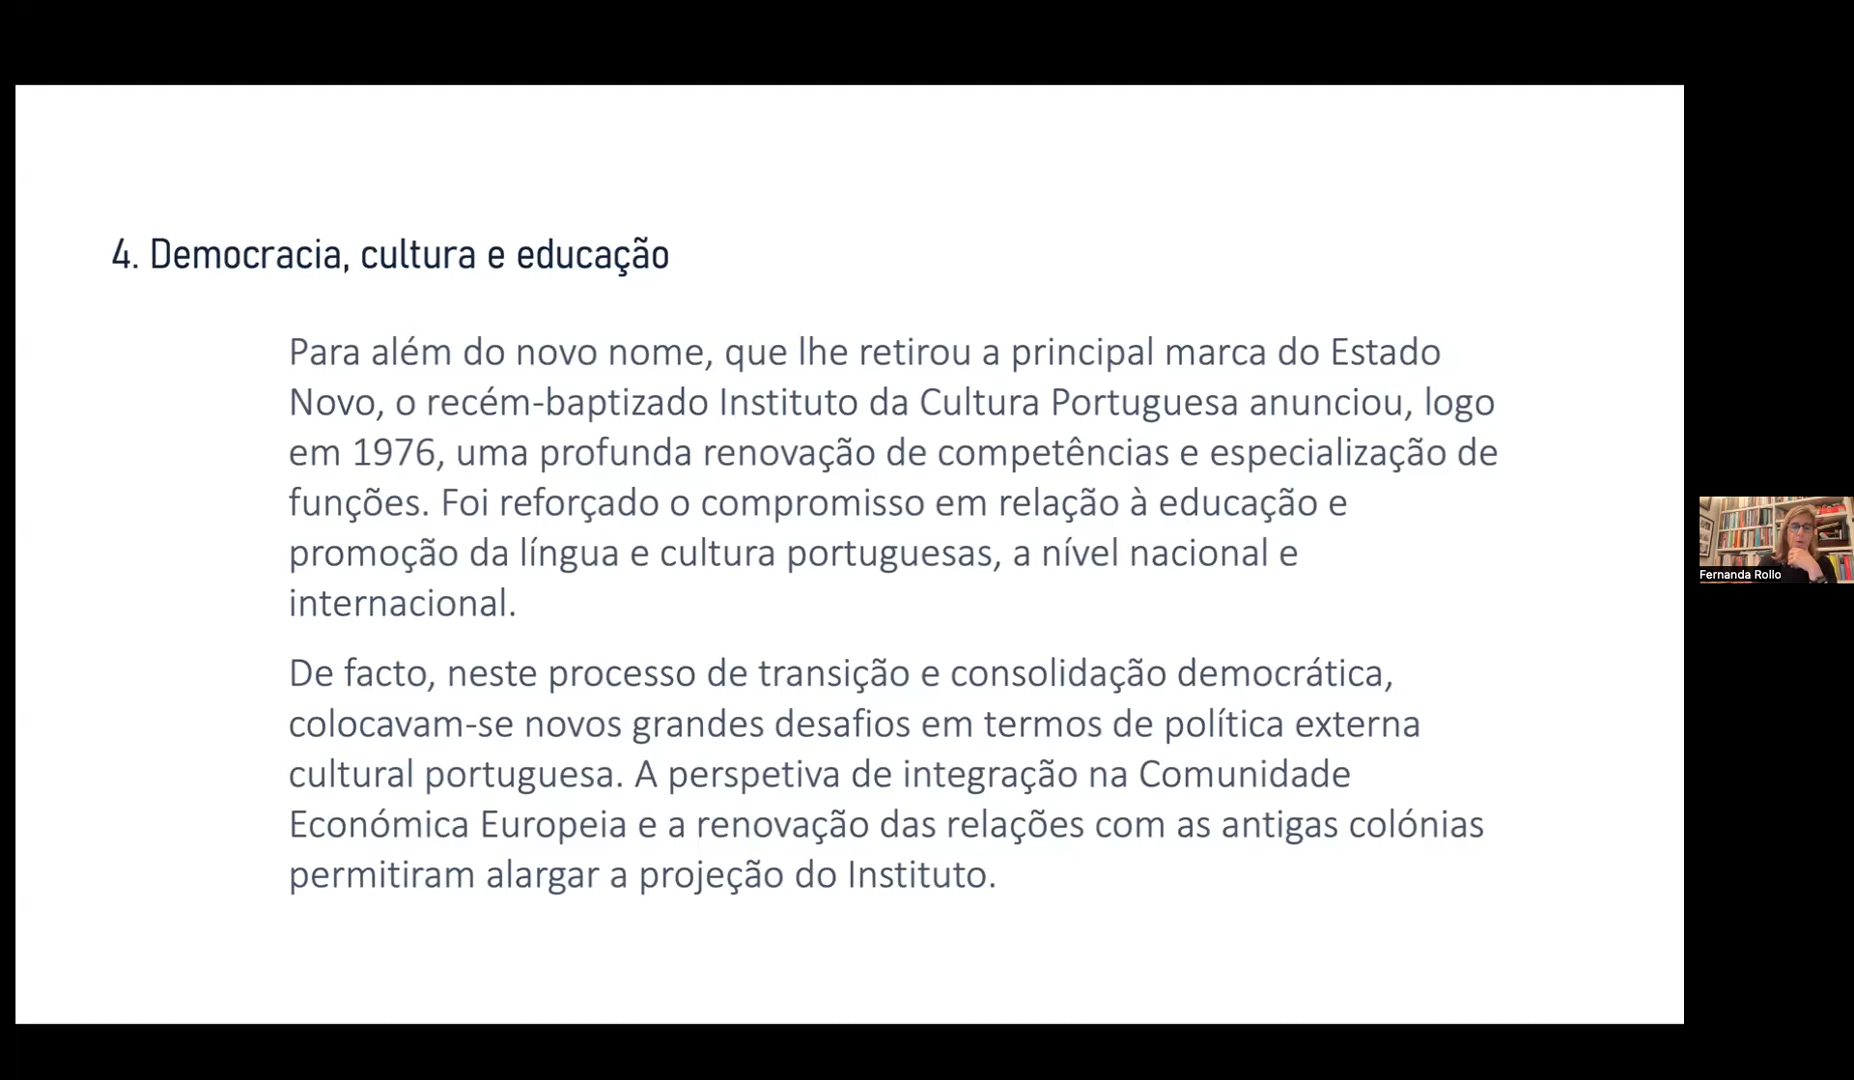 4. Democracia, cultura e educação
Para além do novo nome, que lhe retirou a principal marca do Estado
Novo, o recém-baptizado Instituto da Cultura Portuguesa anunciou, logo
em 1976, uma profunda renovação de competências e especialização de
funções. Foi reforçado o compromisso em relação à educação e
promoção da língua e cultura portuguesas, a nível nacional e
internacional.
De facto, neste processo de transição e consolidação democrática,
colocavam-se novos grandes desafios em termos de política externa
cultural portuguesa. A perspetiva de integração na Comunidade
Económica Europeia e a renovação das relações com as antigas colónias
permitiram alargar a projeção do Instituto.
Fernanda Rollo